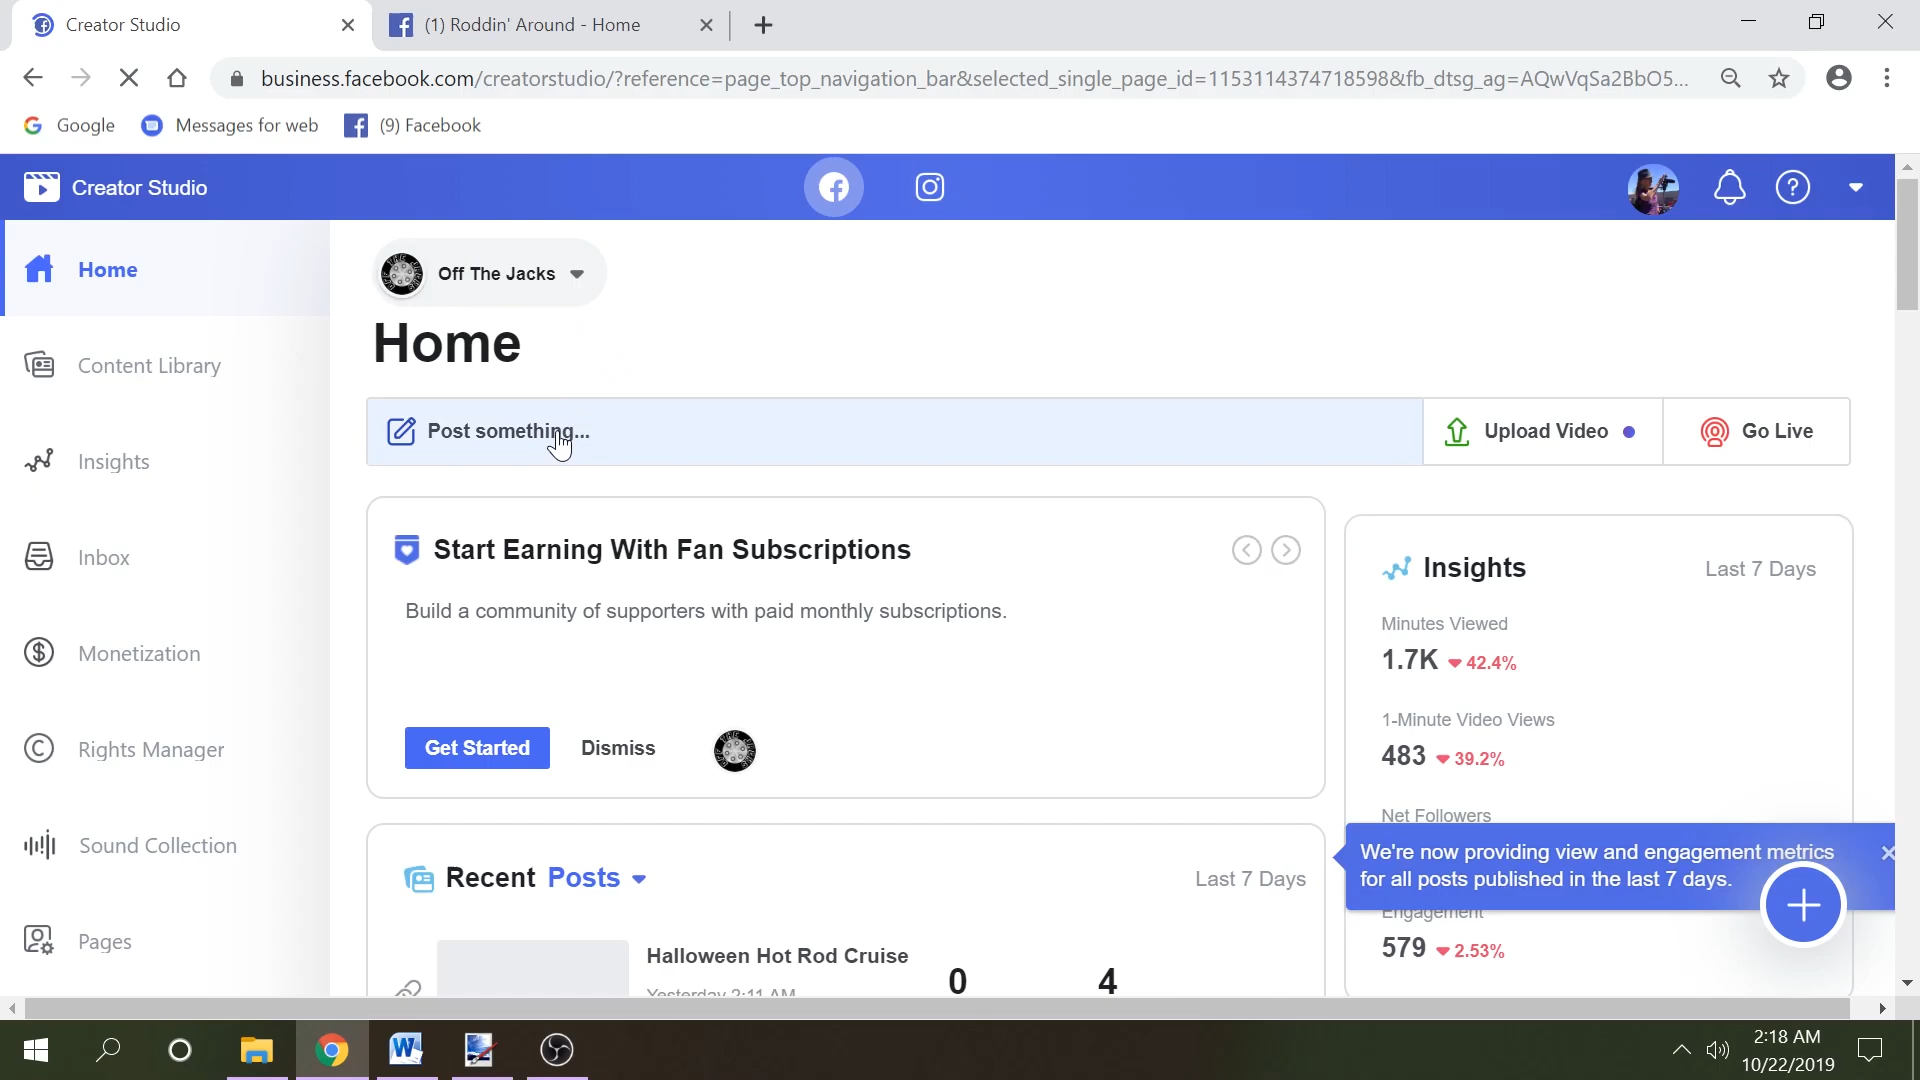 Creator Studio
(1) Roddin' Around - Home
business.facebook.com/creatorstudio/?reference=page_top_navigation_bar&selected_single_page_id=1153114374718598&fb_dtsg_ag=AQwVqSa2BbO5...
Google
Messages for web
(9) Facebook
Creator Studio
Home
Content Library
Insights
Inbox
Monetization
Rights Manager
Sound Collection
Pages
Off The Jacks
Home
Post something...
Upload Video
Go Live
Start Earning With Fan Subscriptions
Build a community of supporters with paid monthly subscriptions.
Get Started
Dismiss
Recent Posts
Last 7 Days
Halloween Hot Rod Cruise
Yesterday 2:11 AM
0
4
Insights
Last 7 Days
Minutes Viewed
1.7K 42.4%
1-Minute Video Views
483 39.2%
Net Followers
We're now providing view and engagement metrics
for all posts published in the last 7 days.
Engagement
579 2.53%
2:18 AM
10/22/2019